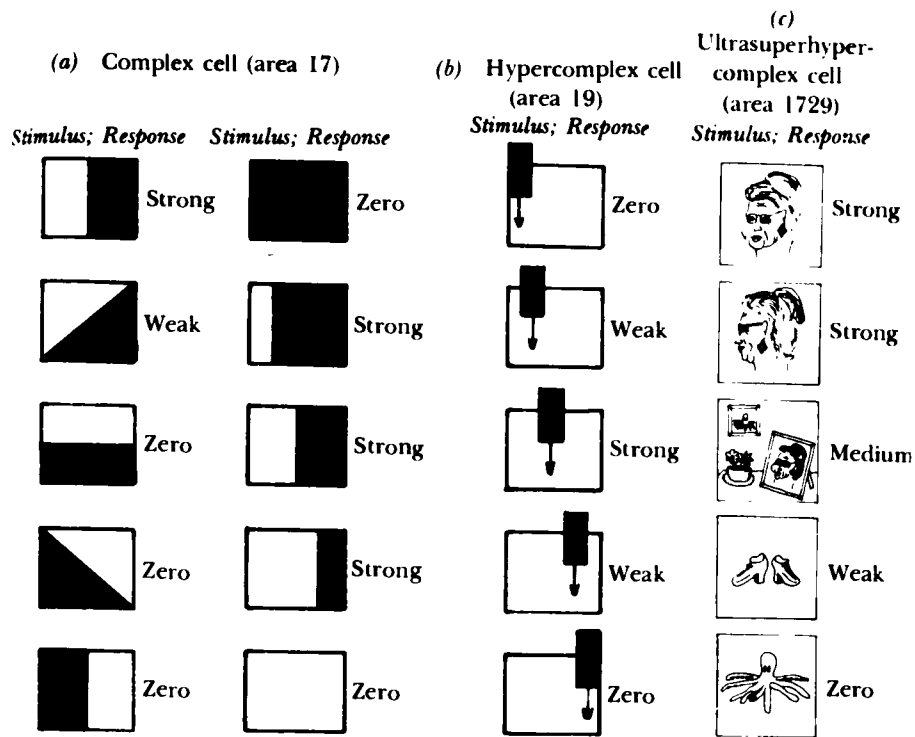 (a) Complex cell (area 17)
Stimulus; Response
Strong
Weak
Zero
Zero
Zero
Stimulus; Response
Zero
Strong
Strong
Strong
Zero
(b) Hypercomplex cell
(area 19)
Stimulus; Response
Zero
Weak
Strong
Weak
Zero
(c)
Ultrasuperhyper-
complex cell
(area 1729)
Stimulus; Response
Strong
Strong
Medium
Weak
Zero